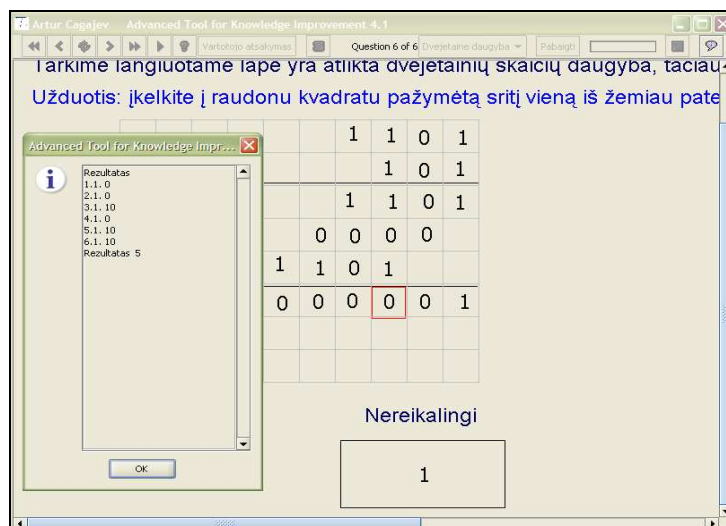 Artur Cagajev Advanced Tool for Knowledge Improvement 4.1
Vartotojo atsakymas Question 6 of 6 Dvejetainė daugyba Pabaigti
Tarkime langiuotame lape yra atlikta dvejetainių skaičių daugyba, tačiau
Užduotis: įkelkite į raudonu kvadratu pažymėtą sritį vieną iš žemiau pate
1 1 0 1
1 0 1
1 1 0 1
0 0 0 0
1 1 0 1
0 0 0 0 0 1
Advanced Tool for Knowledge Impr...
Rezultatas
1.1. 0
2.1. 0
3.1. 10
4.1. 0
5.1. 10
6.1. 10
Rezultatas 5
OK
Nereikalingi
1